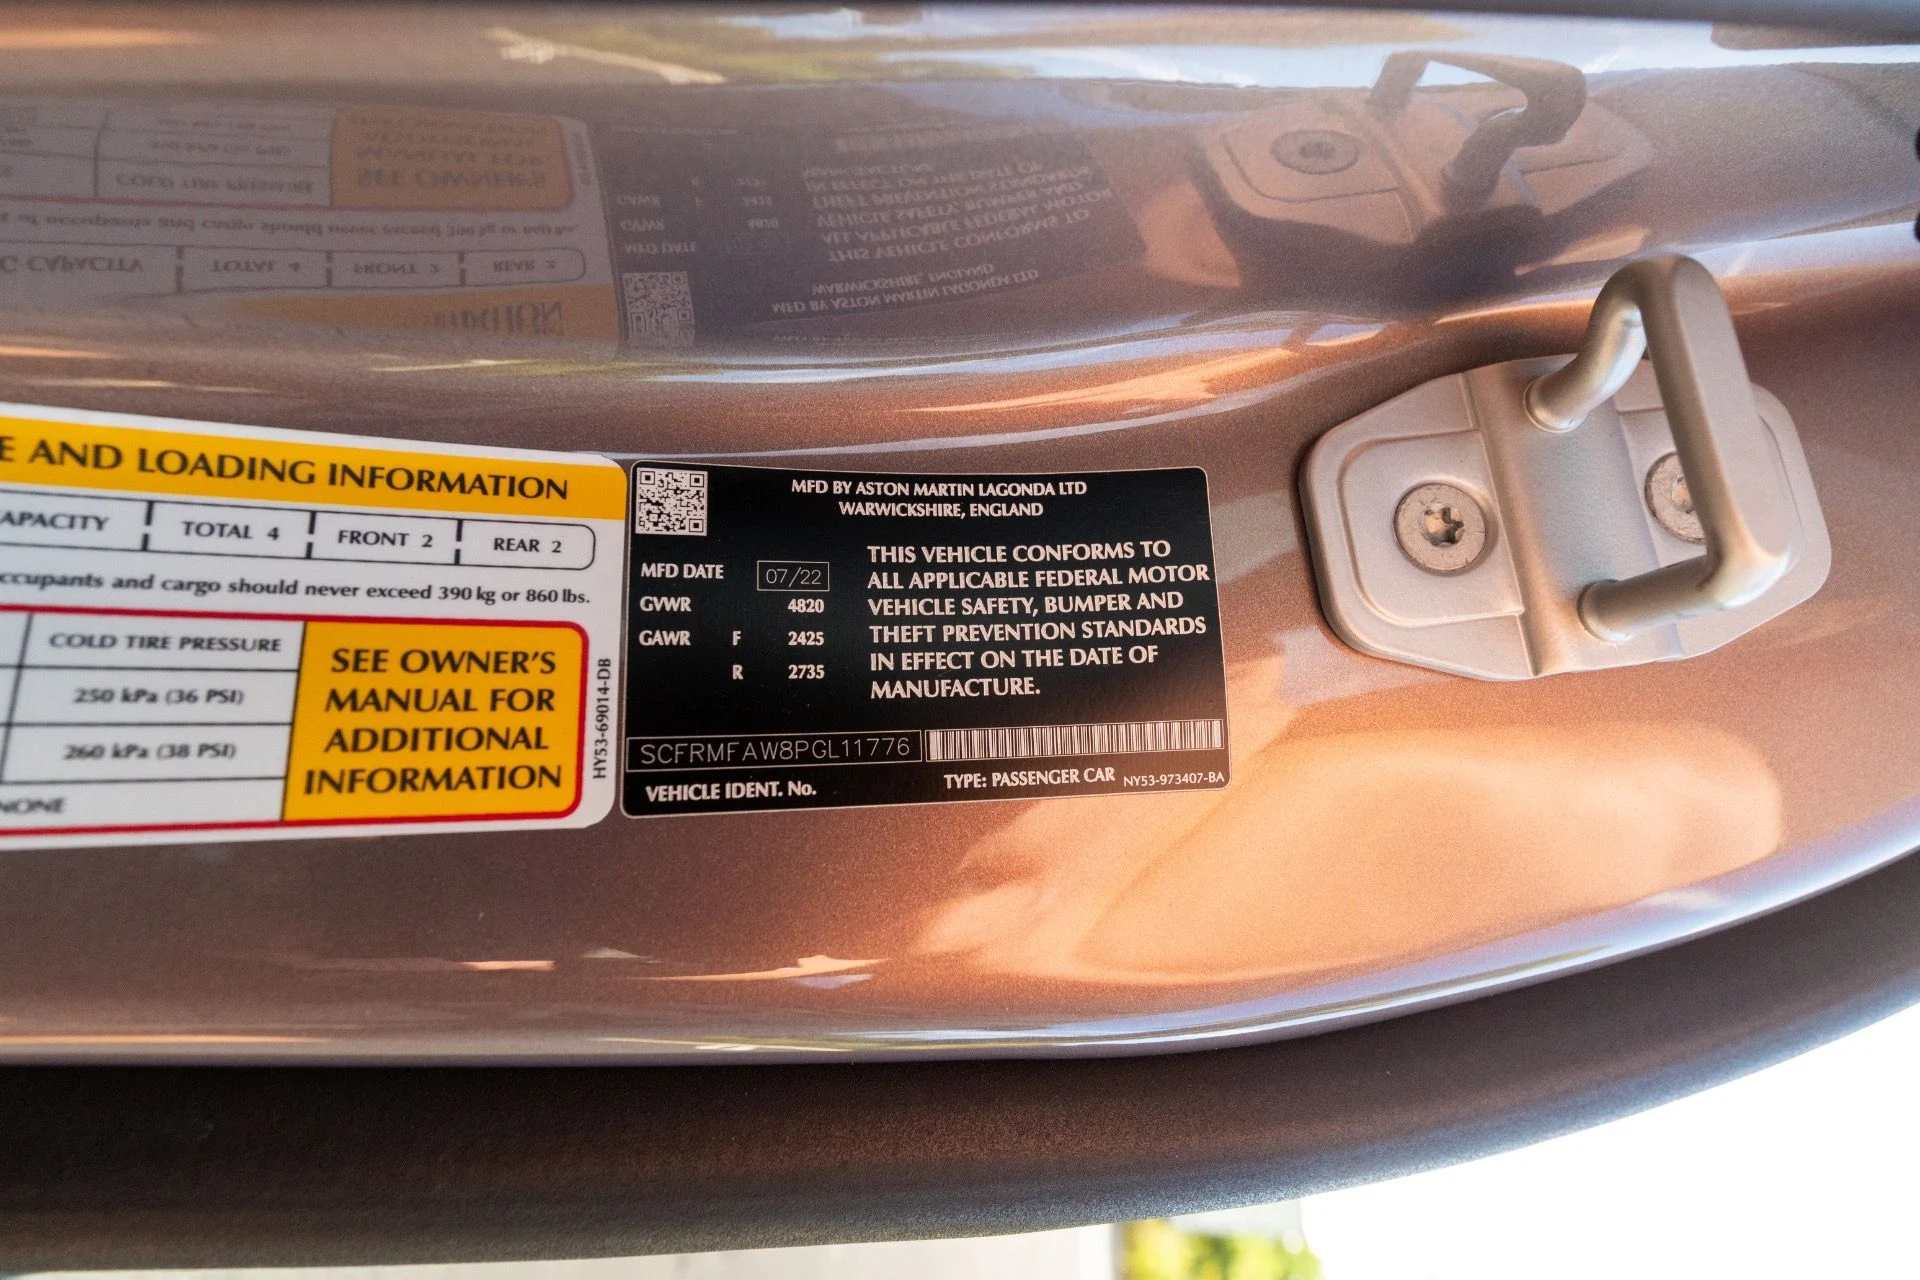 E AND LOADING INFORMATION
APACITY TOTAL 4 FRONT 2 REAR 2
ccupants and cargo should never exceed 390 kg or 860 lbs.
COLD TIRE PRESSURE
250 kPa (36 PSI)
260 kPa (38 PSI)
NONE
SEE OWNER'S
MANUAL FOR
ADDITIONAL
INFORMATION
HY53-69014-DB
MFD BY ASTON MARTIN LAGONDA LTD
WARWICKSHIRE, ENGLAND
MFD DATE 07/22
GVWR 4820
GAWR F 2425
R 2735
THIS VEHICLE CONFORMS TO
ALL APPLICABLE FEDERAL MOTOR
VEHICLE SAFETY, BUMPER AND
THEFT PREVENTION STANDARDS
IN EFFECT ON THE DATE OF
MANUFACTURE.
SCFRMFAW8PGL11776
VEHICLE IDENT. No.
TYPE: PASSENGER CAR NY53-973407-BA